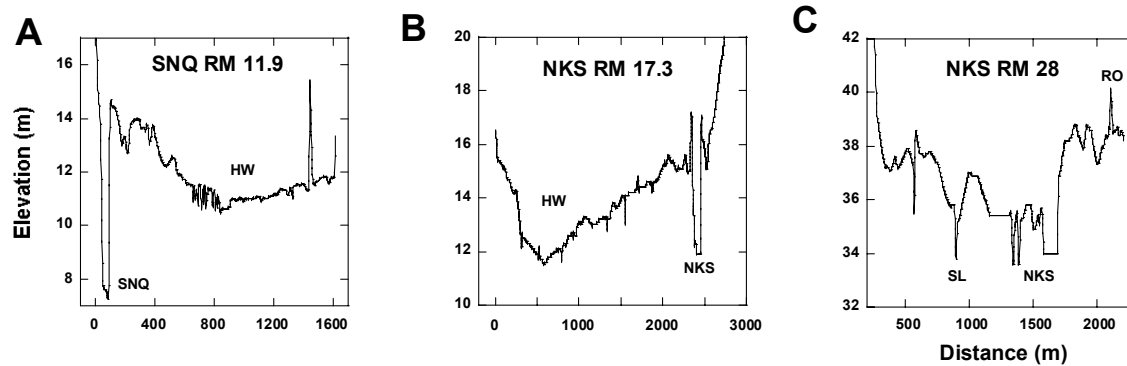 A
SNQ RM 11.9
Elevation (m)
16
14
12
10
8
HW
SNQ
0 400 800 1200 1600
B
NKS RM 17.3
20
18
16
14
12
10
HW
NKS
0 1000 2000 3000
C
NKS RM 28
42
40
38
36
34
32
RO
SL NKS
500 1000 1500 2000
Distance (m)